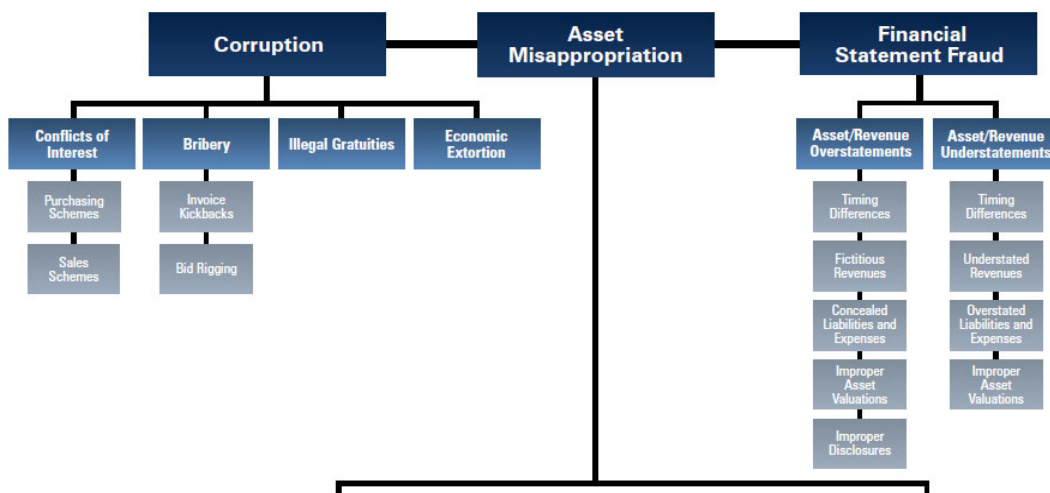 Corruption
Asset
Misappropriation
Financial
Statement Fraud
Conflicts of
Interest
Bribery
Illegal Gratuities
Economic
Extortion
Asset/Revenue
Overstatements
Asset/Revenue
Understatements
Purchasing
Schemes
Sales
Schemes
Invoice
Kickbacks
Bid Rigging
Timing
Differences
Fictitious
Revenues
Concealed
Liabilities and
Expenses
Improper
Asset
Valuations
Improper
Disclosures
Timing
Differences
Understated
Revenues
Overstated
Liabilities and
Expenses
Improper
Asset
Valuations